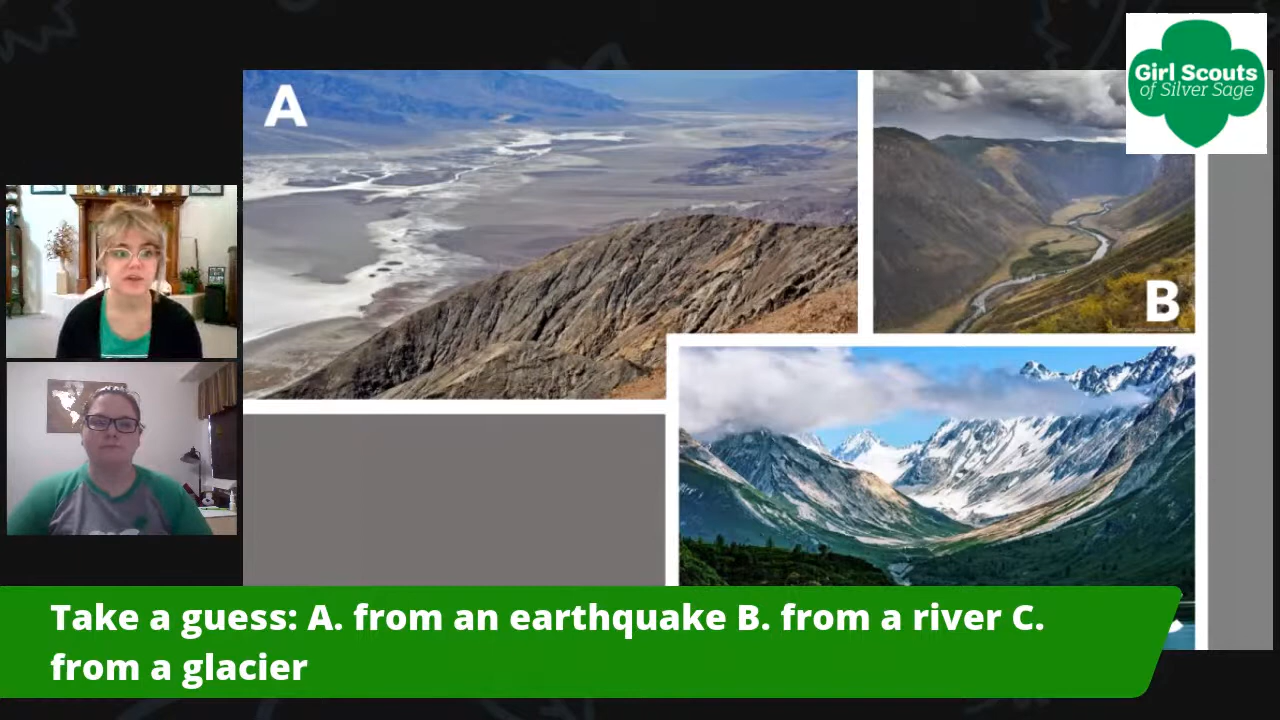 Girl Scouts
of Silver Sage
A
B
Take a guess: A. from an earthquake B. from a river C.
from a glacier